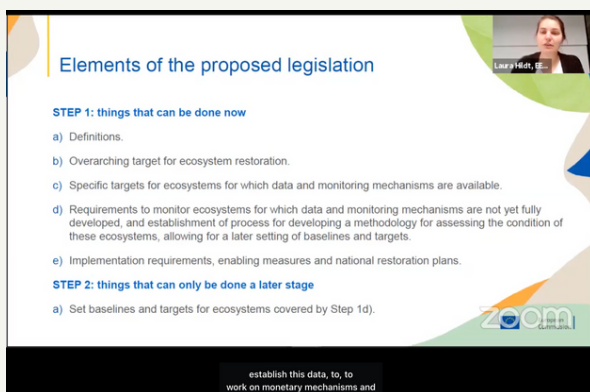 Laura Hildt, EE...
Elements of the proposed legislation
STEP 1: things that can be done now
a) Definitions.
b) Overarching target for ecosystem restoration.
c) Specific targets for ecosystems for which data and monitoring mechanisms are available.
d) Requirements to monitor ecosystems for which data and monitoring mechanisms are not yet fully
developed, and establishment of process for developing a methodology for assessing the condition of
these ecosystems, allowing for a later setting of baselines and targets.
e) Implementation requirements, enabling measures and national restoration plans.
STEP 2: things that can only be done a later stage
a) Set baselines and targets for ecosystems covered by Step 1d).
zoom
European
Commission
establish this data, to, to
work on monetary mechanisms and